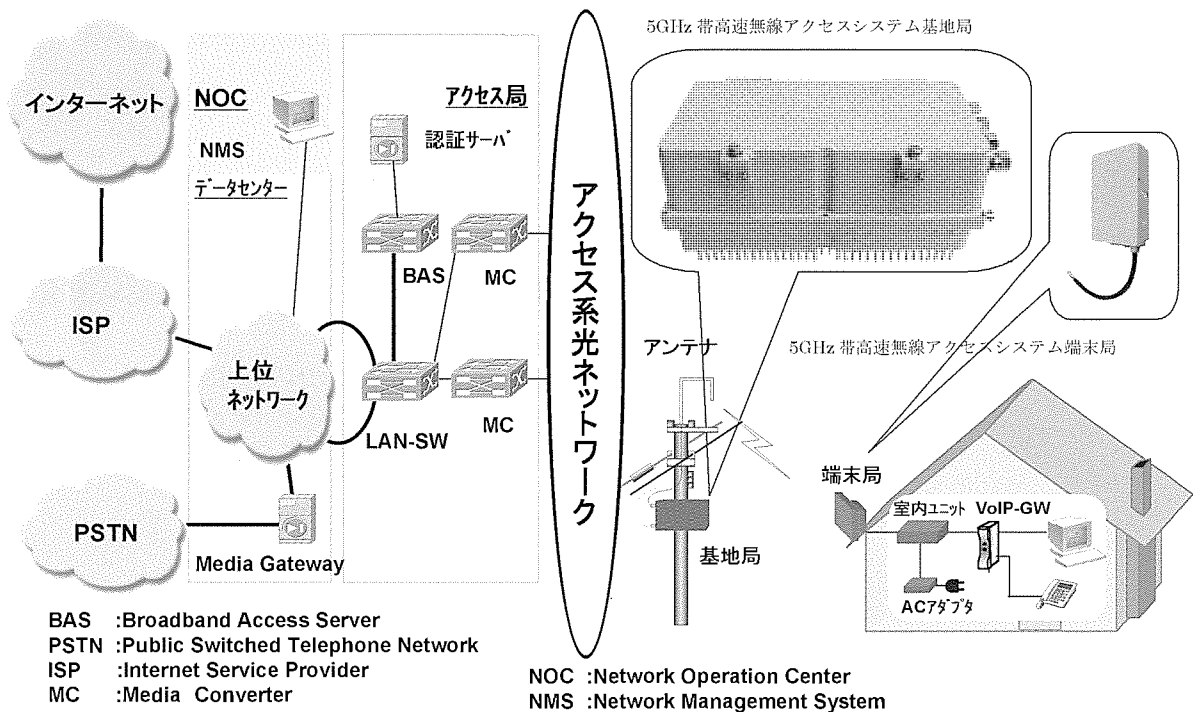 5GHz 帯高速無線アクセスシステム基地局
インターネット
NOC
NMS
データセンター
アクセス局
認証サーバ
BAS
MC
ISP
上位
ネットワーク
LAN-SW
MC
PSTN
Media Gateway
アクセス系光ネットワーク
アンテナ
基地局
5GHz 帯高速無線アクセスシステム端末局
端末局
室内ユニット
VoIP-GW
ACアダプタ
BAS :Broadband Access Server
PSTN :Public Switched Telephone Network
ISP :Internet Service Provider
MC :Media Converter
NOC :Network Operation Center
NMS :Network Management System